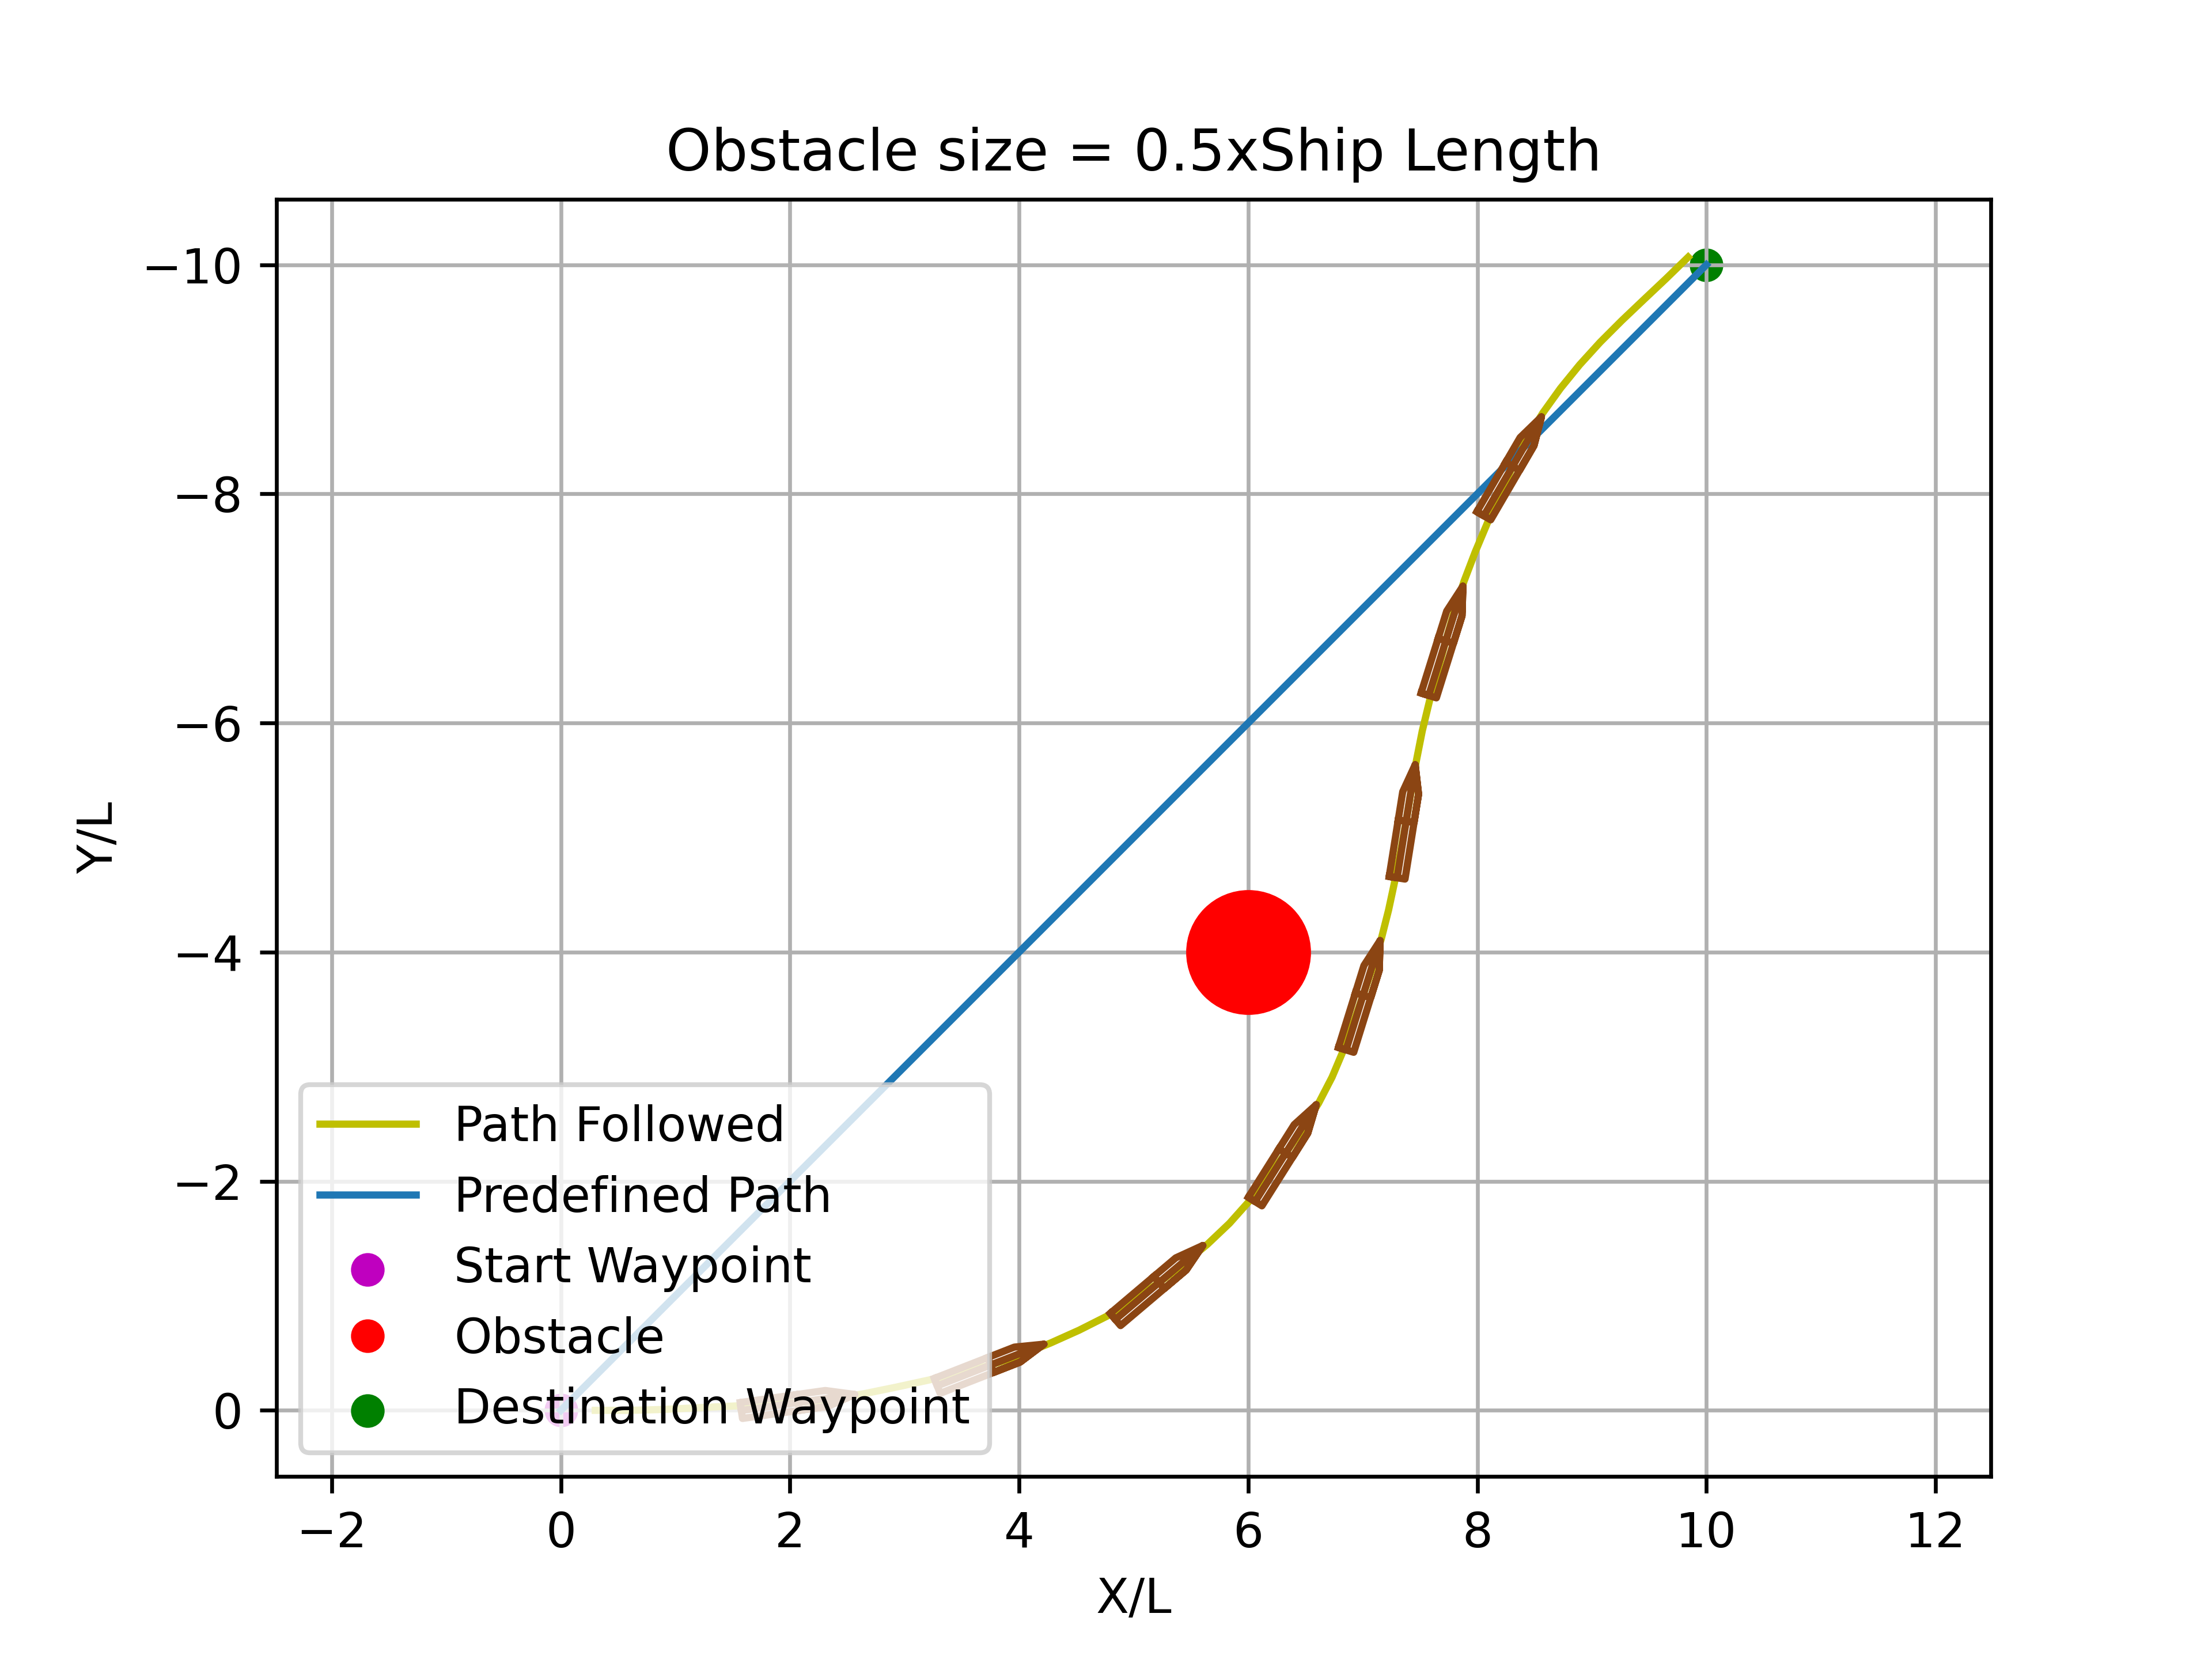 Obstacle size = 0.5xShip Length
−10
−8
−6
−4
−2
0
Y/L
Path Followed
Predefined Path
Start Waypoint
Obstacle
Destination Waypoint
−2 0 2 4 6 8 10 12
X/L